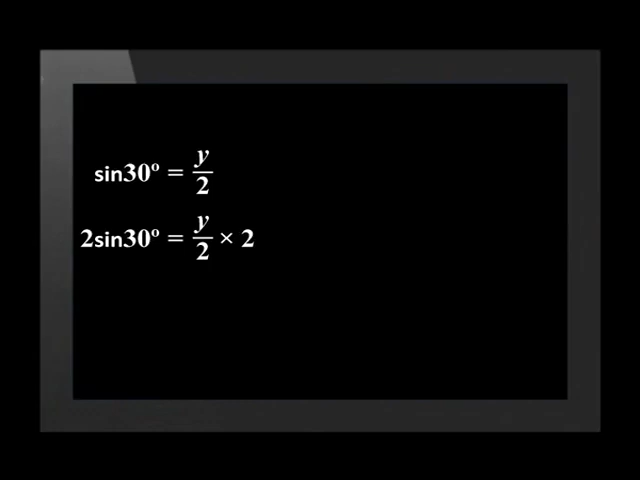 sin30º = y/2
2sin30º = y/2 × 2